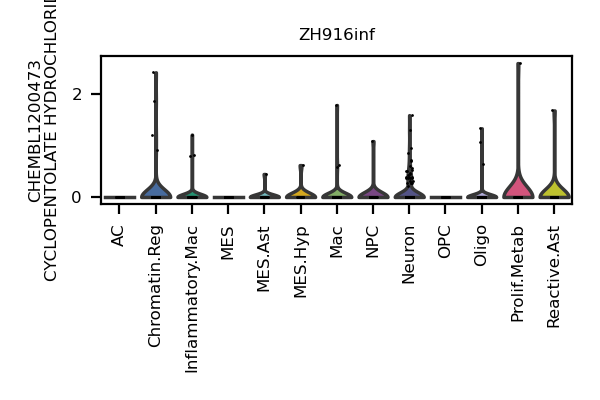 ZH916inf
CHEMBL1200473
CYCLOPENTOLATE HYDROCHLORI
2
0
AC
Chromatin.Reg
Inflammatory.Mac
MES
MES.Ast
MES.Hyp
Mac
NPC
Neuron
OPC
Oligo
Prolif.Metab
Reactive.Ast